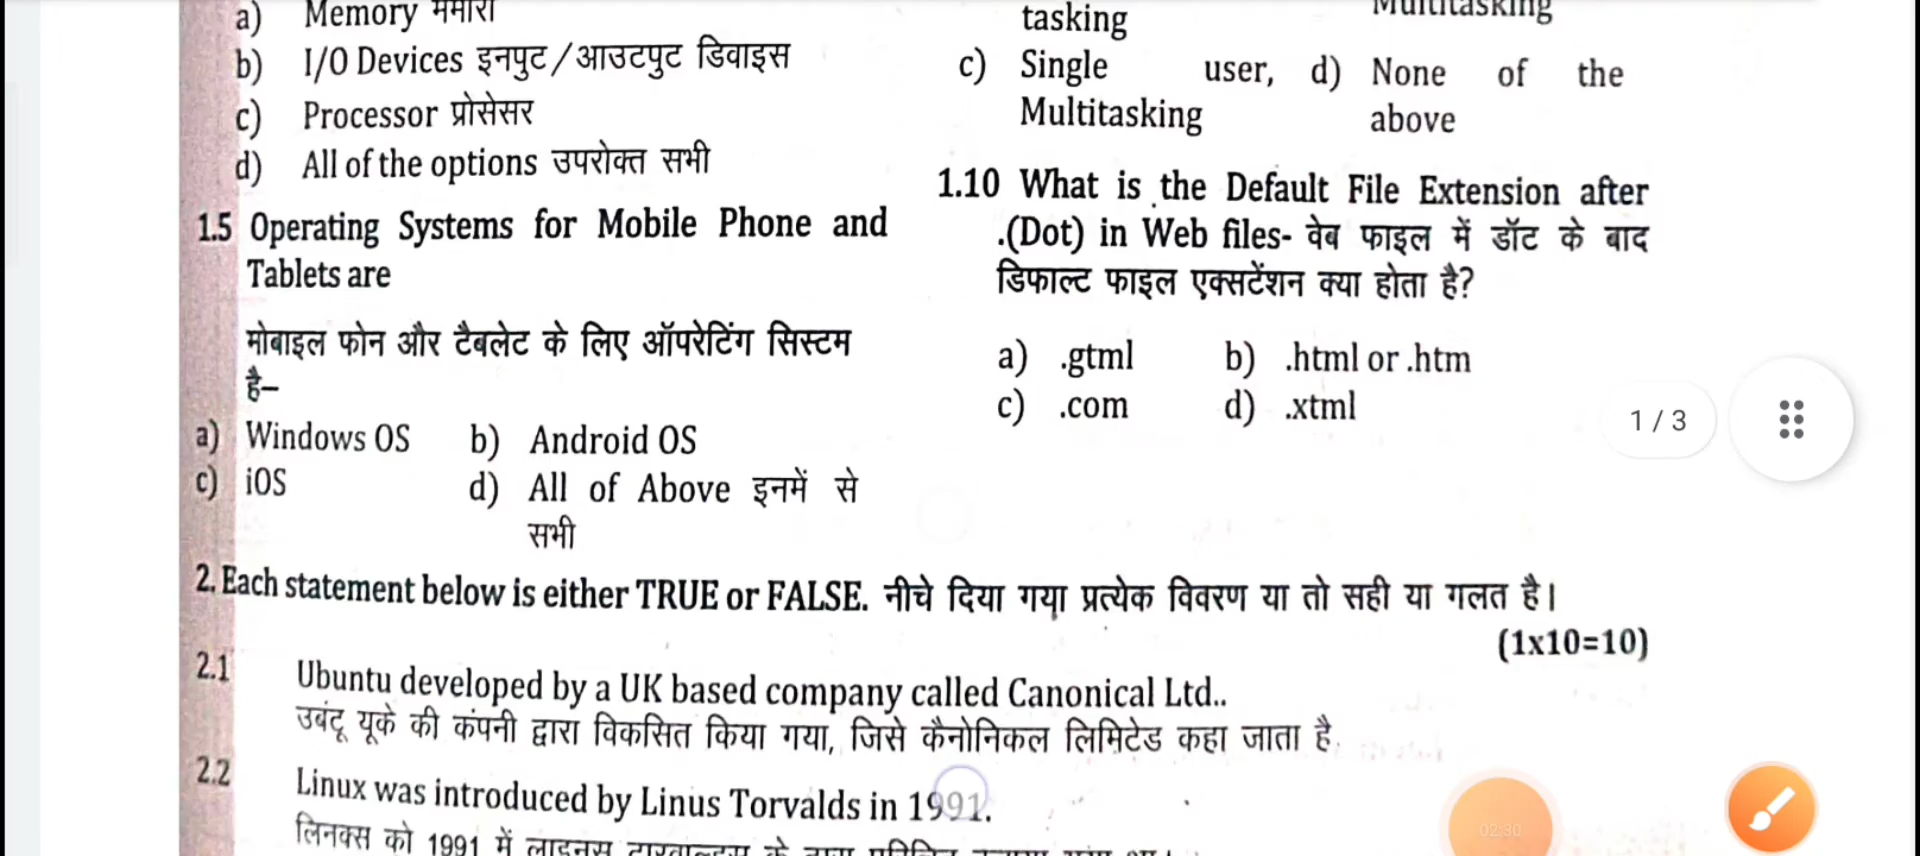 a) Memory मेमोरी
b) I/O Devices इनपुट/आउटपुट डिवाइस
c) Processor प्रोसेसर
d) All of the options उपरोक्त सभी
1.5 Operating Systems for Mobile Phone and
Tablets are
मोबाइल फोन और टैबलेट के लिए ऑपरेटिंग सिस्टम
है–
a) Windows OS b) Android OS
c) iOS d) All of Above इनमें से
सभी
tasking Multitasking
c) Single user, d) None of the
Multitasking above
1.10 What is the Default File Extension after
.(Dot) in Web files- वेब फाइल में डॉट के बाद
डिफाल्ट फाइल एक्सटेंशन क्या होता है?
a) .gtml b) .html or .htm
c) .com d) .xtml
1 / 3
2. Each statement below is either TRUE or FALSE. नीचे दिया गया प्रत्येक विवरण या तो सही या गलत है।
(1x10=10)
2.1 Ubuntu developed by a UK based company called Canonical Ltd..
उबंटू यूके की कंपनी द्वारा विकसित किया गया, जिसे कैनोनिकल लिमिटेड कहा जाता है.
2.2 Linux was introduced by Linus Torvalds in 1991.
लिनक्स को 1991 में लाइनस
02:30